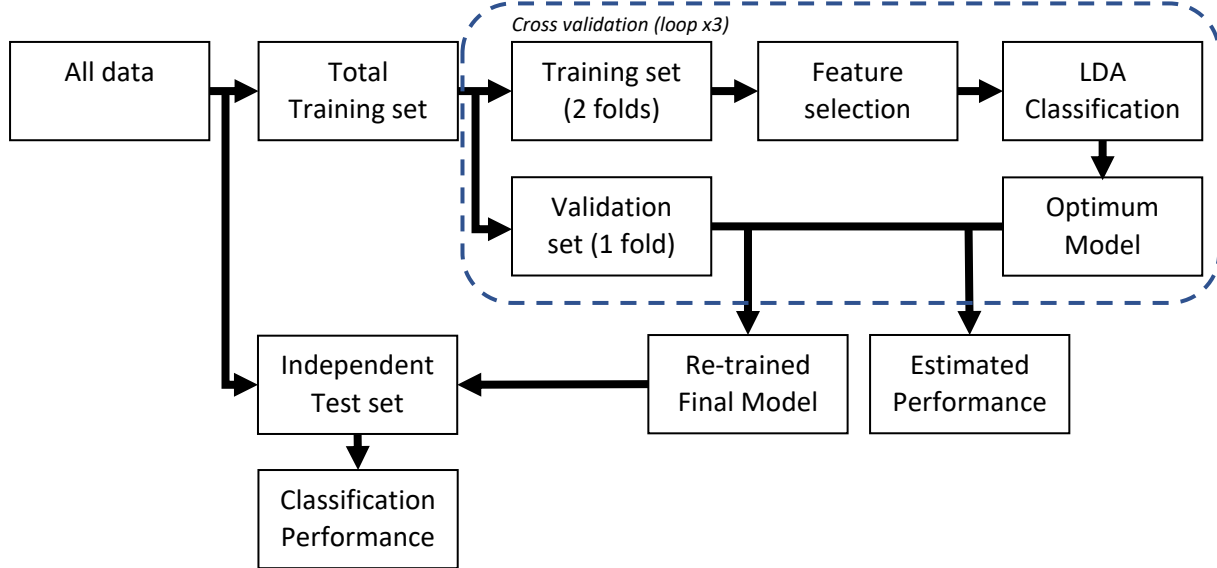 Cross validation (loop x3)
All data
Total
Training set
Training set
(2 folds)
Feature
selection
LDA
Classification
Validation
set (1 fold)
Optimum
Model
Independent
Test set
Re-trained
Final Model
Estimated
Performance
Classification
Performance